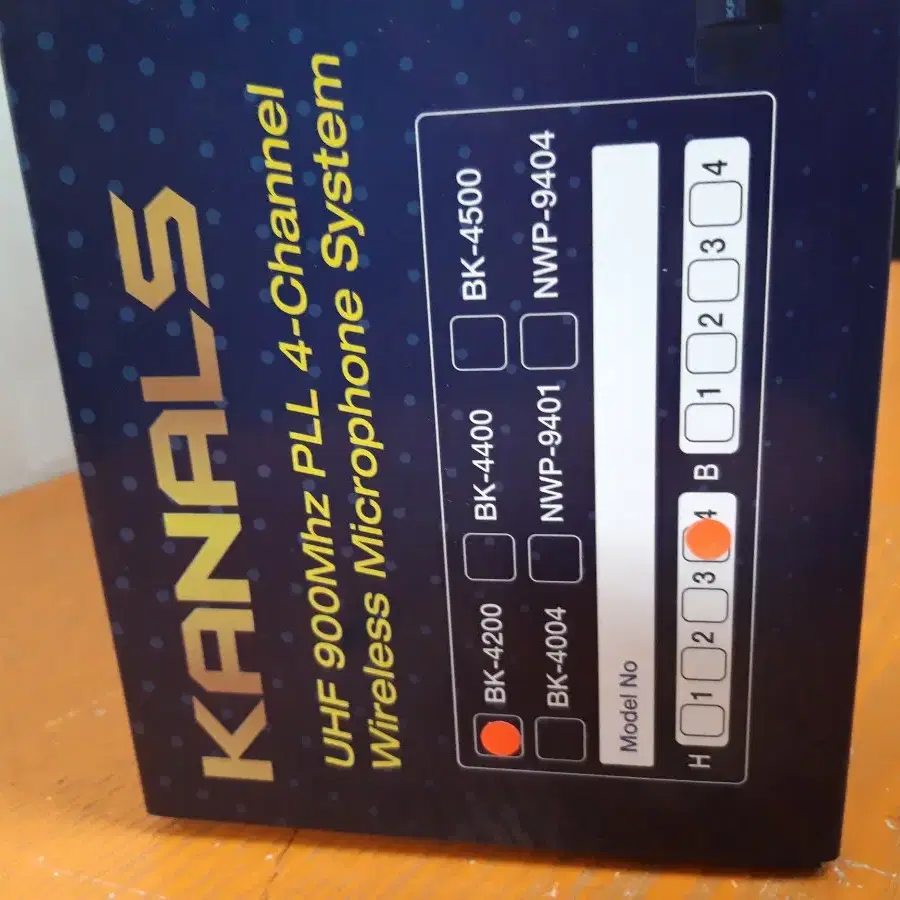 KANALS
UHF 900Mhz PLL 4-Channel
Wireless Microphone System
BK-4200 BK-4400 BK-4500
BK-4004 NWP-9401 NWP-9404
Model No
H 1 2 3 4 B 1 2 3 4